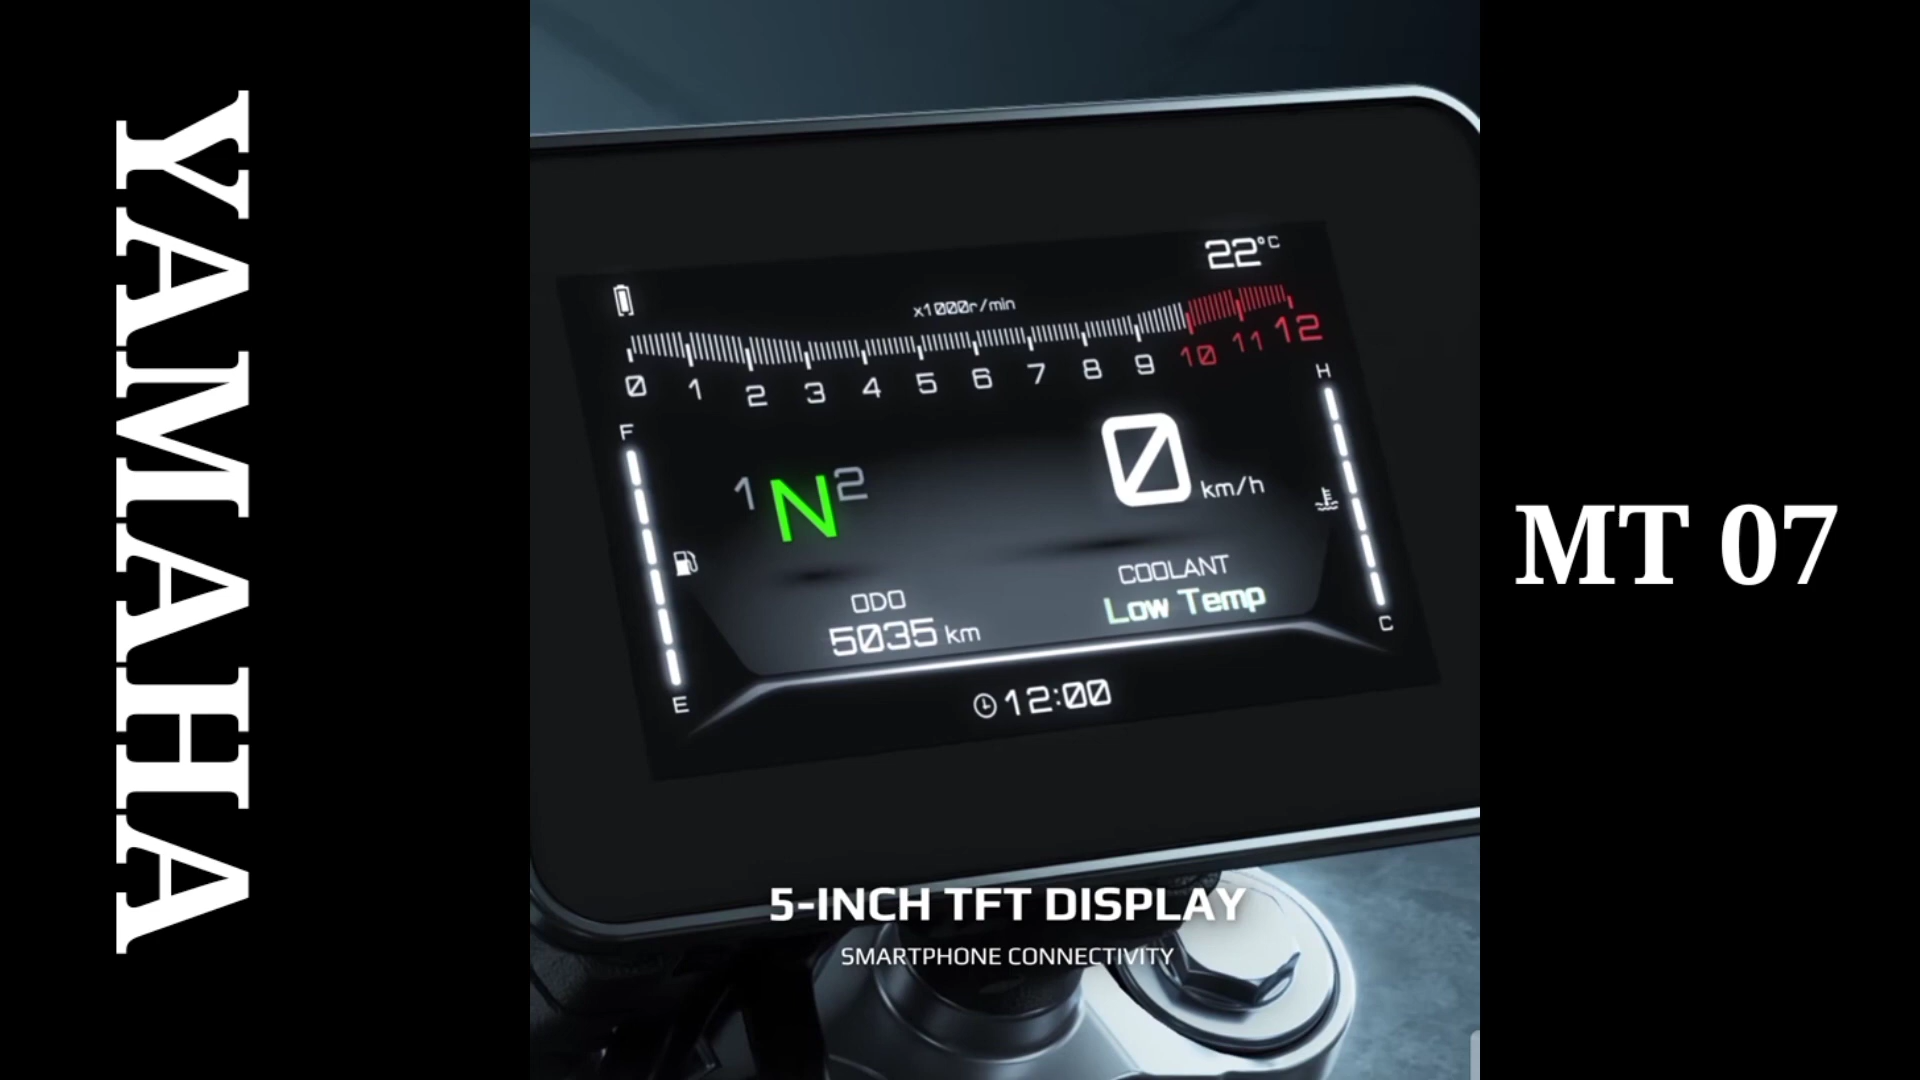 YAMAHA
22°C
x1000r/min
0 1 2 3 4 5 6 7 8 9 10 11 12
F
H
1 N 2
0 km/h
COOLANT
Low Temp
ODO
5035 km
C
E
12:00
MT 07
5-INCH TFT DISPLAY
SMARTPHONE CONNECTIVITY